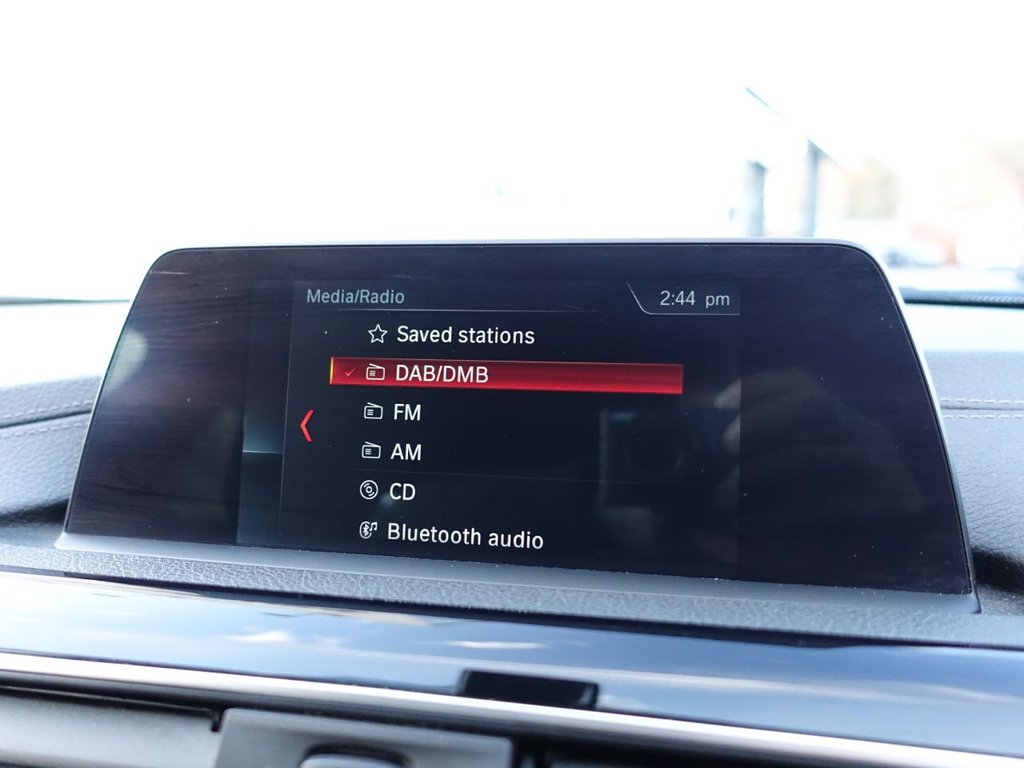 Media/Radio
2:44 pm
Saved stations
DAB/DMB
FM
AM
CD
Bluetooth audio